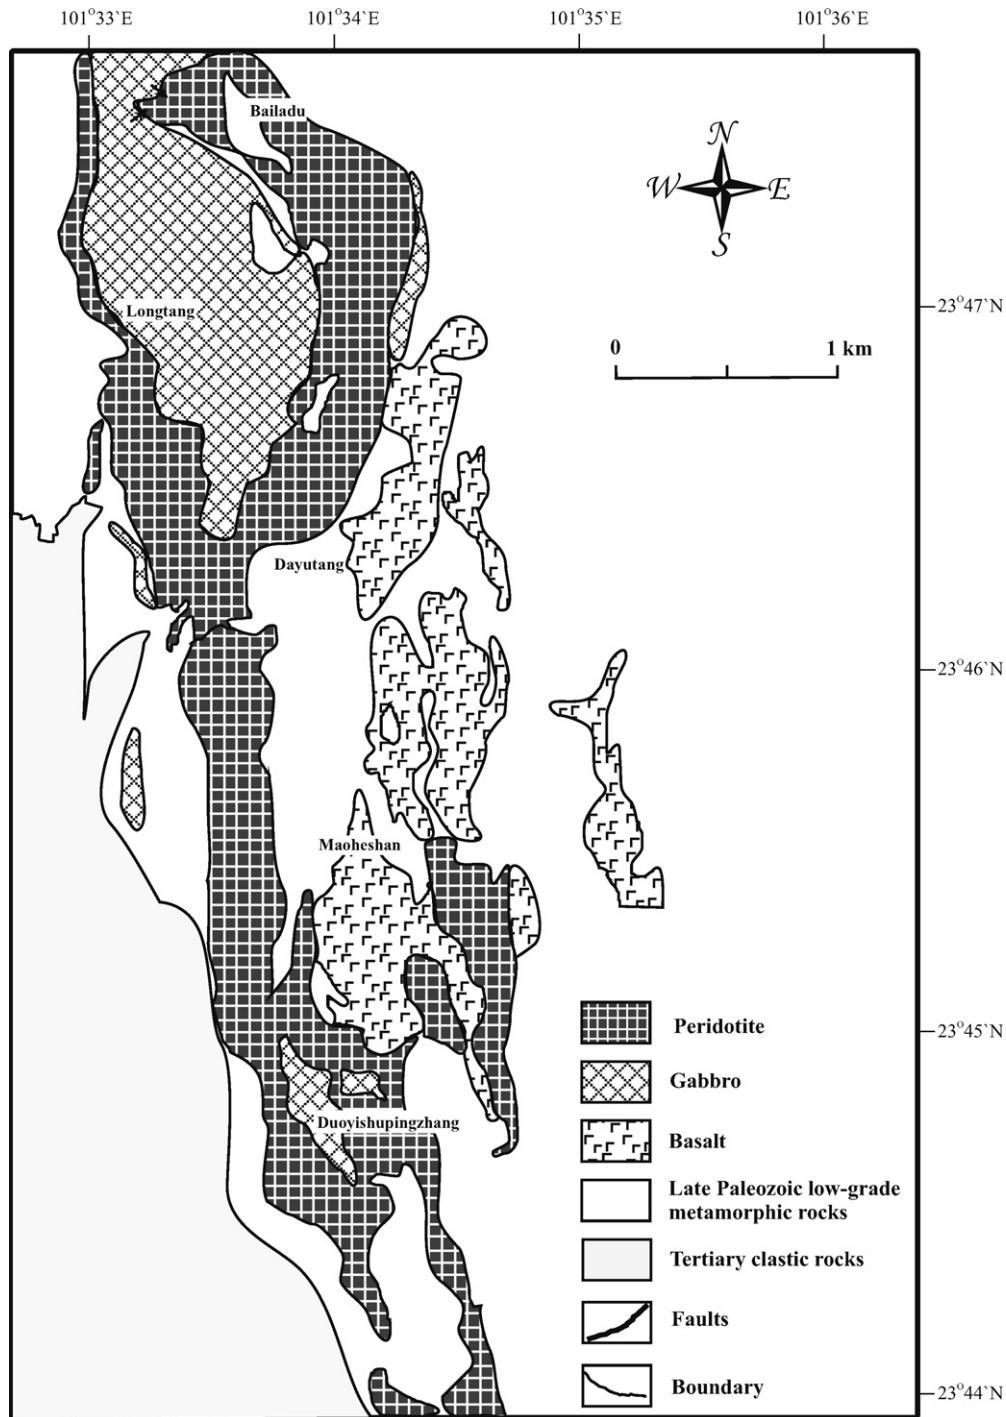 101°33`E 101°34`E 101°35`E 101°36`E
Bailadu
N
W E
S
Longtang
23°47`N
0 1 km
Dayutang
23°46`N
Maoheshan
Peridotite
23°45`N
Gabbro
Duoyishupingzhang
Basalt
Late Paleozoic low-grade
metamorphic rocks
Tertiary clastic rocks
Faults
Boundary
23°44`N